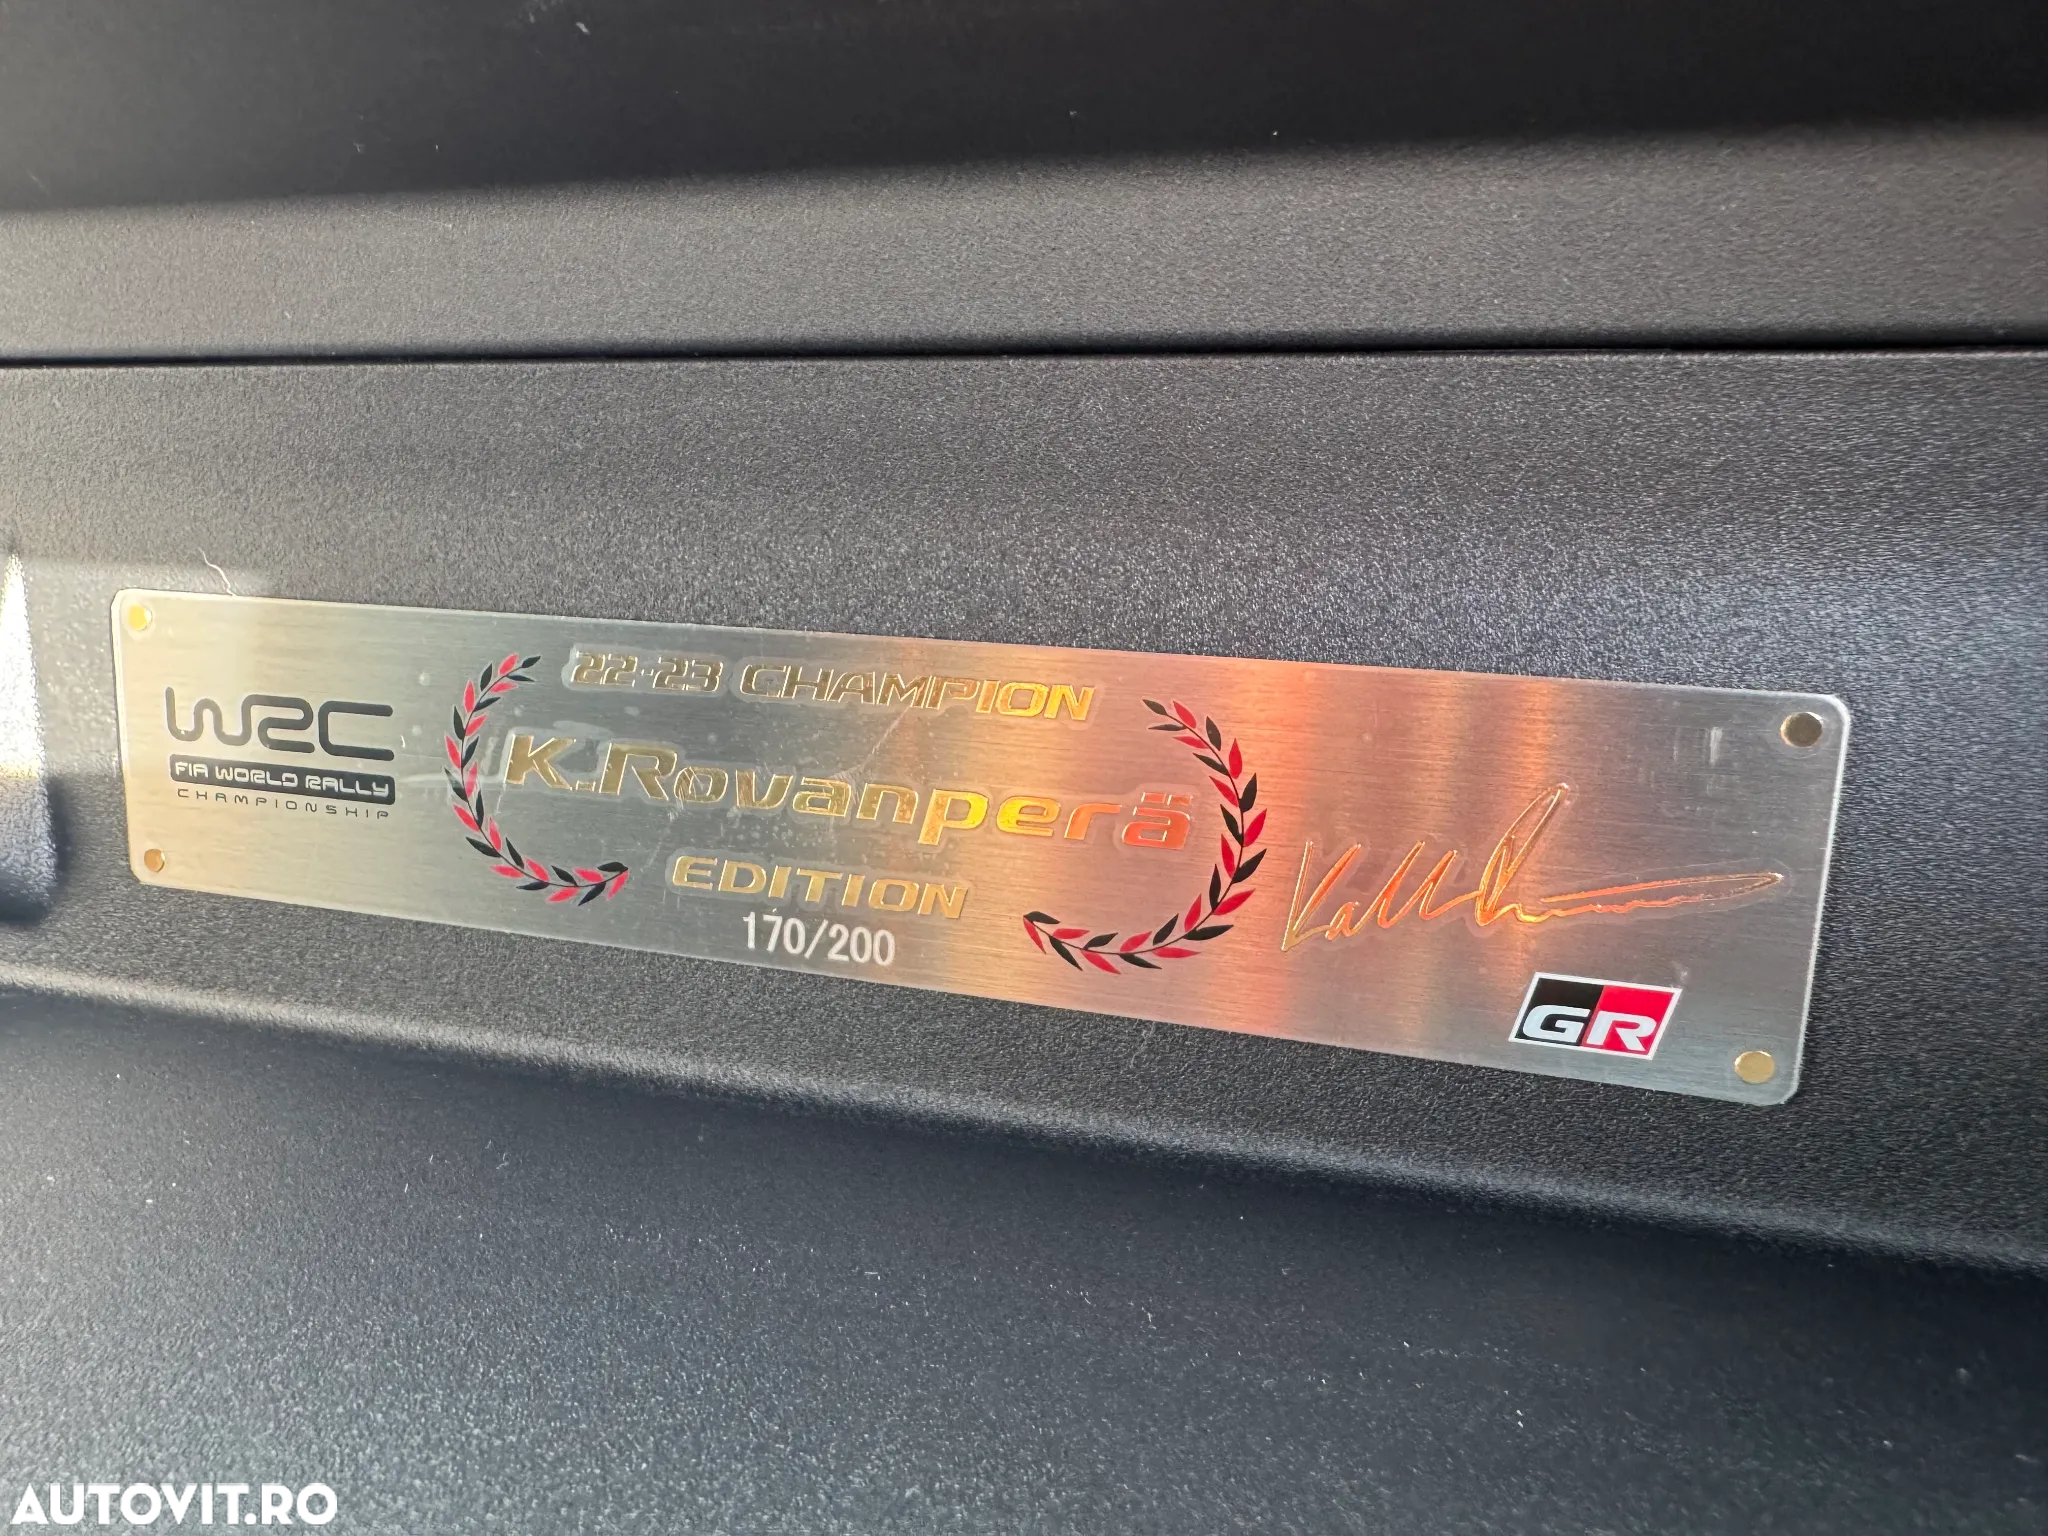 WRC
FIA WORLD RALLY
CHAMPIONSHIP
22-23 CHAMPION
K.Rovanperä
EDITION
170/200
GR
AUTOVIT.RO